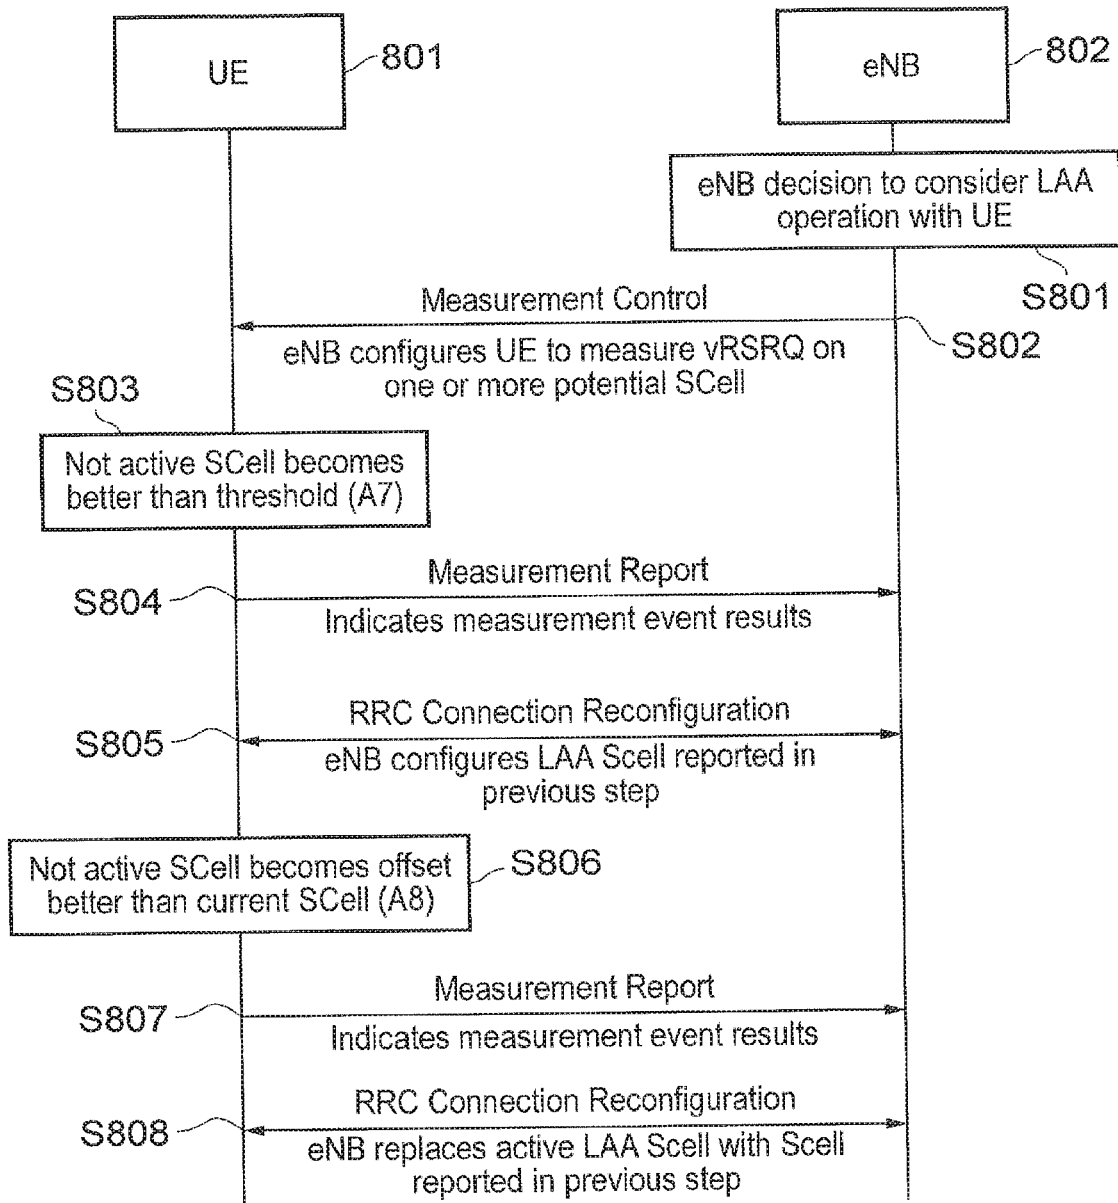 UE
801
eNB
802
eNB decision to consider LAA
operation with UE
S801
Measurement Control
S802
eNB configures UE to measure vRSRQ on
one or more potential SCell
S803
Not active SCell becomes
better than threshold (A7)
Measurement Report
S804
Indicates measurement event results
RRC Connection Reconfiguration
S805
eNB configures LAA Scell reported in
previous step
Not active SCell becomes offset
better than current SCell (A8)
S806
Measurement Report
S807
Indicates measurement event results
RRC Connection Reconfiguration
S808
eNB replaces active LAA Scell with Scell
reported in previous step